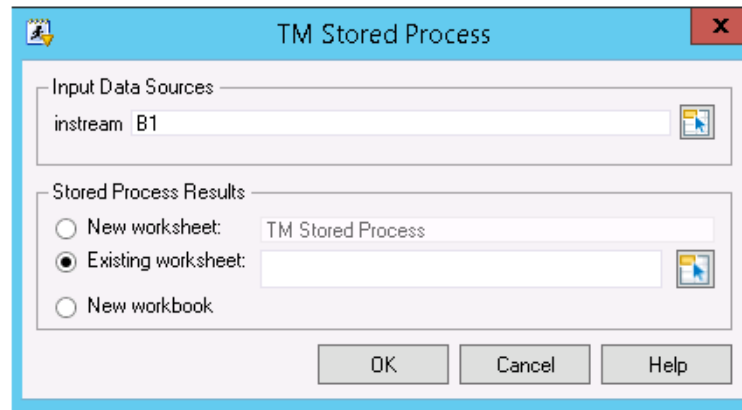 TM Stored Process
x
Input Data Sources
instream B1
Stored Process Results
New worksheet: TM Stored Process
Existing worksheet:
New workbook
OK Cancel Help